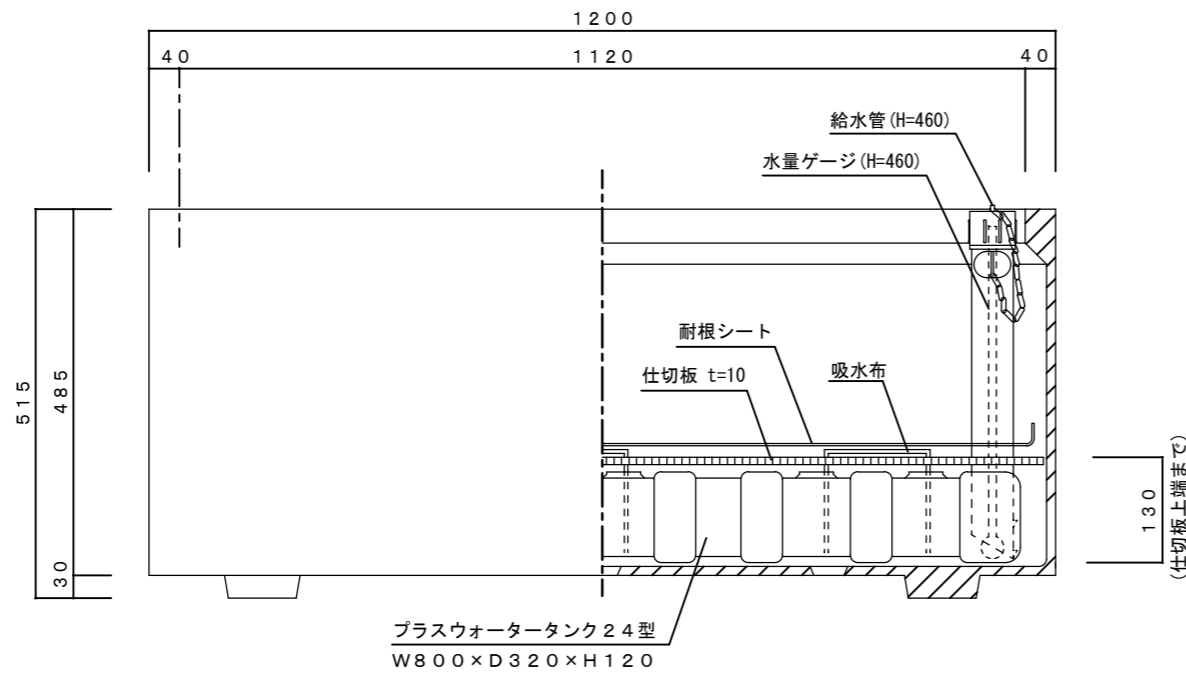 １２００
４０
１１２０
４０
給水管(H=460)
水量ゲージ(H=460)
耐根シート
仕切板 t=10
吸水布
５１５
４８５
３０
１３０
(仕切板上端まで)
プラスウォータータンク２４型
Ｗ８００×Ｄ３２０×Ｈ１２０